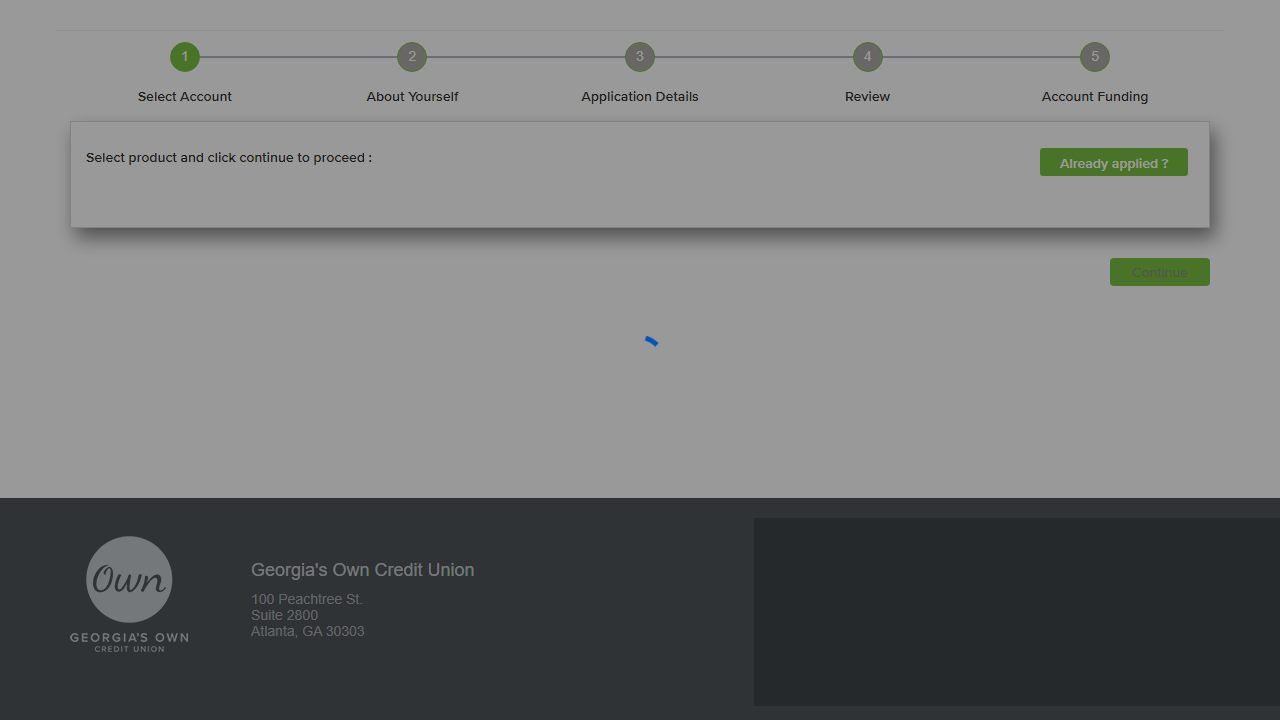 1
2
3
4
5
Select Account
About Yourself
Application Details
Review
Account Funding
Select product and click continue to proceed :
Already applied ?
Continue
Own
GEORGIA'S OWN
CREDIT UNION
Georgia's Own Credit Union
100 Peachtree St.
Suite 2800
Atlanta, GA 30303